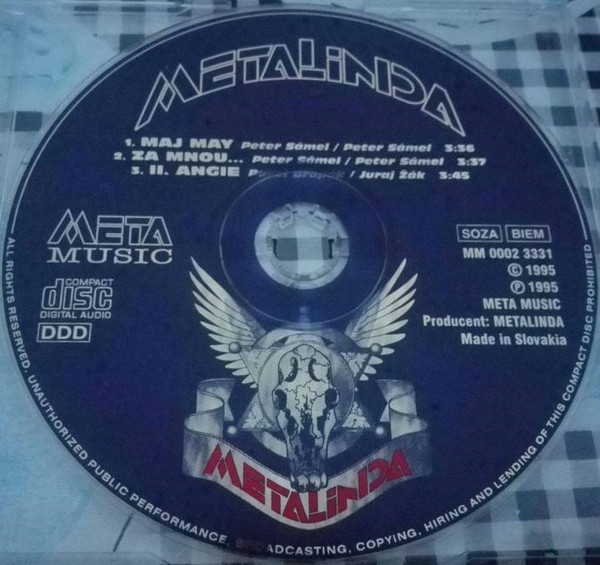 METALINDA
1. MAJ MAY Peter Sámel / Peter Sámel 3:36
2. ZA MNOU... Peter Sámel / Peter Sámel 3:37
3. II. ANGIE / Juraj Žák 3:45
META
MUSIC
COMPACT
disc
DIGITAL AUDIO
DDD
SOZA BIEM
MM 0002 3331
© 1995
℗ 1995
META MUSIC
Producent: METALINDA
Made in Slovakia
METALINDA
ALL RIGHTS RESERVED. UNAUTHORIZED PUBLIC PERFORMANCE, BROADCASTING, COPYING, HIRING AND LENDING OF THIS COMPACT DISC PROHIBITED